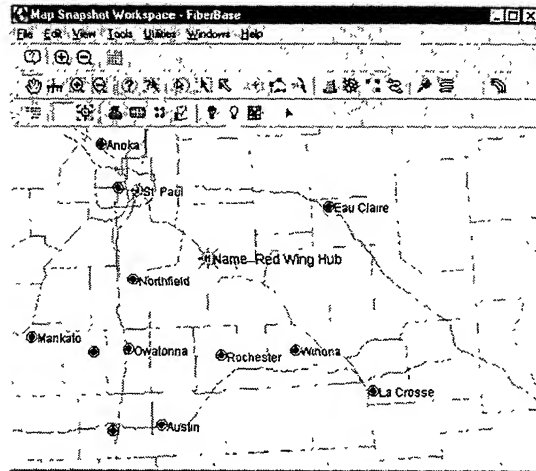 Map Snapshot Workspace - FiberBase
File Edit View Tools Utilities Windows Help
Anoka
St Paul
Eau Claire
Name Red Wing Hub
Northfield
Mankato
Owatonna
Rochester
Winona
La Crosse
Austin